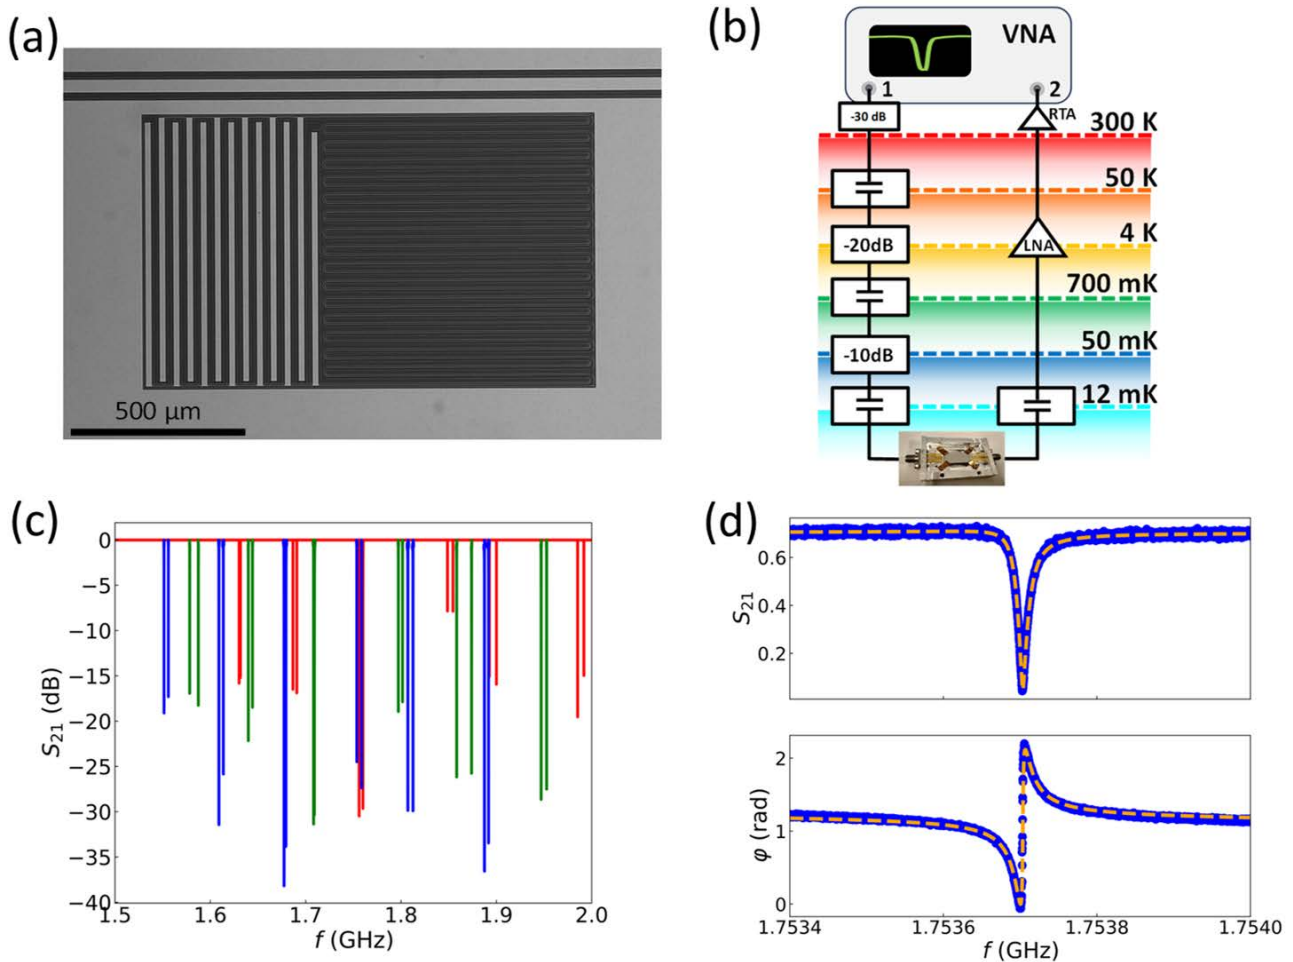 (a)
500 µm
(b)
VNA
1
2
-30 dB
RTA
300 K
50 K
-20dB
LNA
4 K
700 mK
-10dB
50 mK
12 mK
(c)
S21 (dB)
0
−5
−10
−15
−20
−25
−30
−35
−40
1.5
1.6
1.7
1.8
1.9
2.0
f (GHz)
(d)
S21
0.6
0.4
0.2
φ (rad)
2
1
0
1.7534
1.7536
1.7538
1.7540
f (GHz)